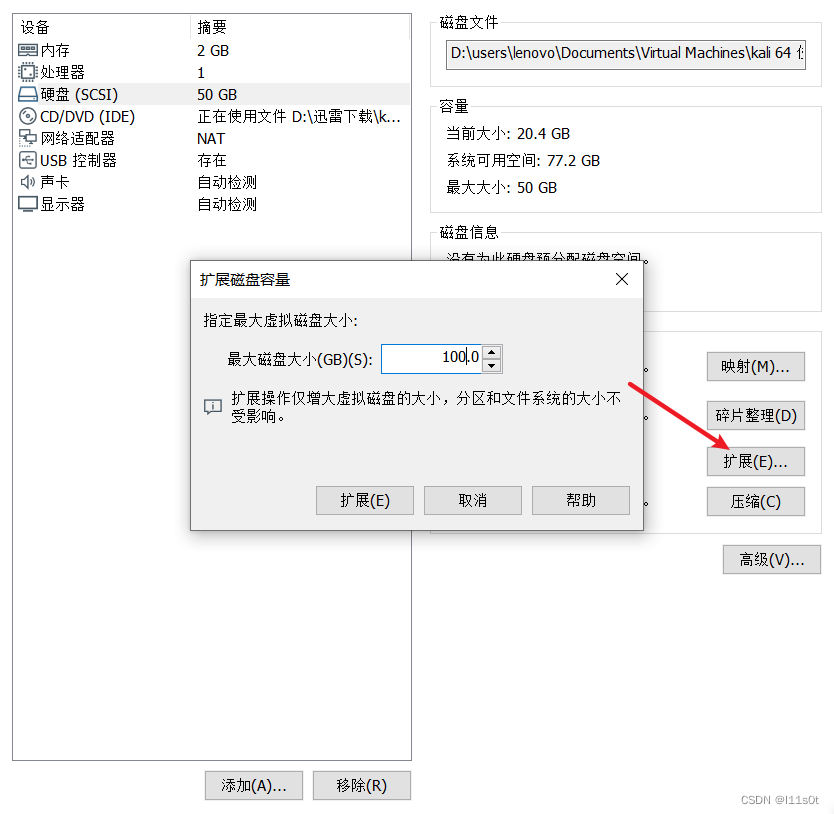 设备 摘要
内存 2 GB
处理器 1
硬盘 (SCSI) 50 GB
CD/DVD (IDE) 正在使用文件 D:\迅雷下载\k...
网络适配器 NAT
USB 控制器 存在
声卡 自动检测
显示器 自动检测
添加(A)... 移除(R)
磁盘文件
D:\users\lenovo\Documents\Virtual Machines\kali 64
容量
当前大小: 20.4 GB
系统可用空间: 77.2 GB
最大大小: 50 GB
磁盘信息
没有为此硬盘预分配磁盘空间。
映射(M)...
碎片整理(D)
扩展(E)...
压缩(C)
高级(V)...
扩展磁盘容量
指定最大虚拟磁盘大小:
最大磁盘大小(GB)(S): 100.0
扩展操作仅增大虚拟磁盘的大小，分区和文件系统的大小不
受影响。
扩展(E) 取消 帮助
CSDN @l11s0t